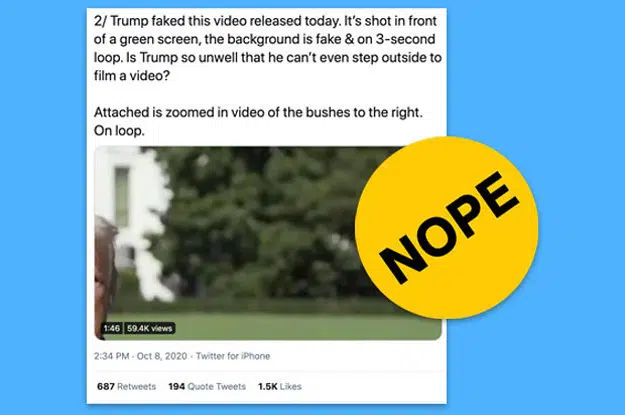 2/ Trump faked this video released today. It’s shot in front
of a green screen, the background is fake & on 3-second
loop. Is Trump so unwell that he can’t even step outside to
film a video?
Attached is zoomed in video of the bushes to the right.
On loop.
NOPE
1:46 59.4K views
2:34 PM · Oct 8, 2020 · Twitter for iPhone
687 Retweets 194 Quote Tweets 1.5K Likes